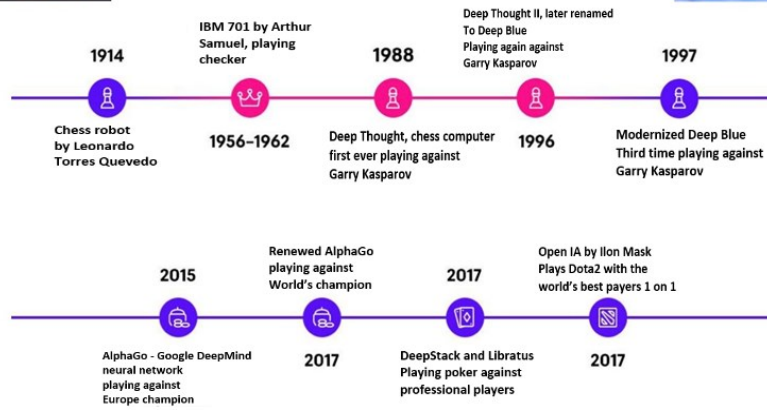 1914
Chess robot
by Leonardo
Torres Quevedo
IBM 701 by Arthur
Samuel, playing
checker
1956–1962
1988
Deep Thought, chess computer
first ever playing against
Garry Kasparov
Deep Thought II, later renamed
To Deep Blue
Playing again against
Garry Kasparov
1996
1997
Modernized Deep Blue
Third time playing against
Garry Kasparov
2015
AlphaGo - Google DeepMind
neural network
playing against
Europe champion
Renewed AlphaGo
playing against
World's champion
2017
2017
DeepStack and Libratus
Playing poker against
professional players
Open IA by Ilon Mask
Plays Dota2 with the
world's best payers 1 on 1
2017